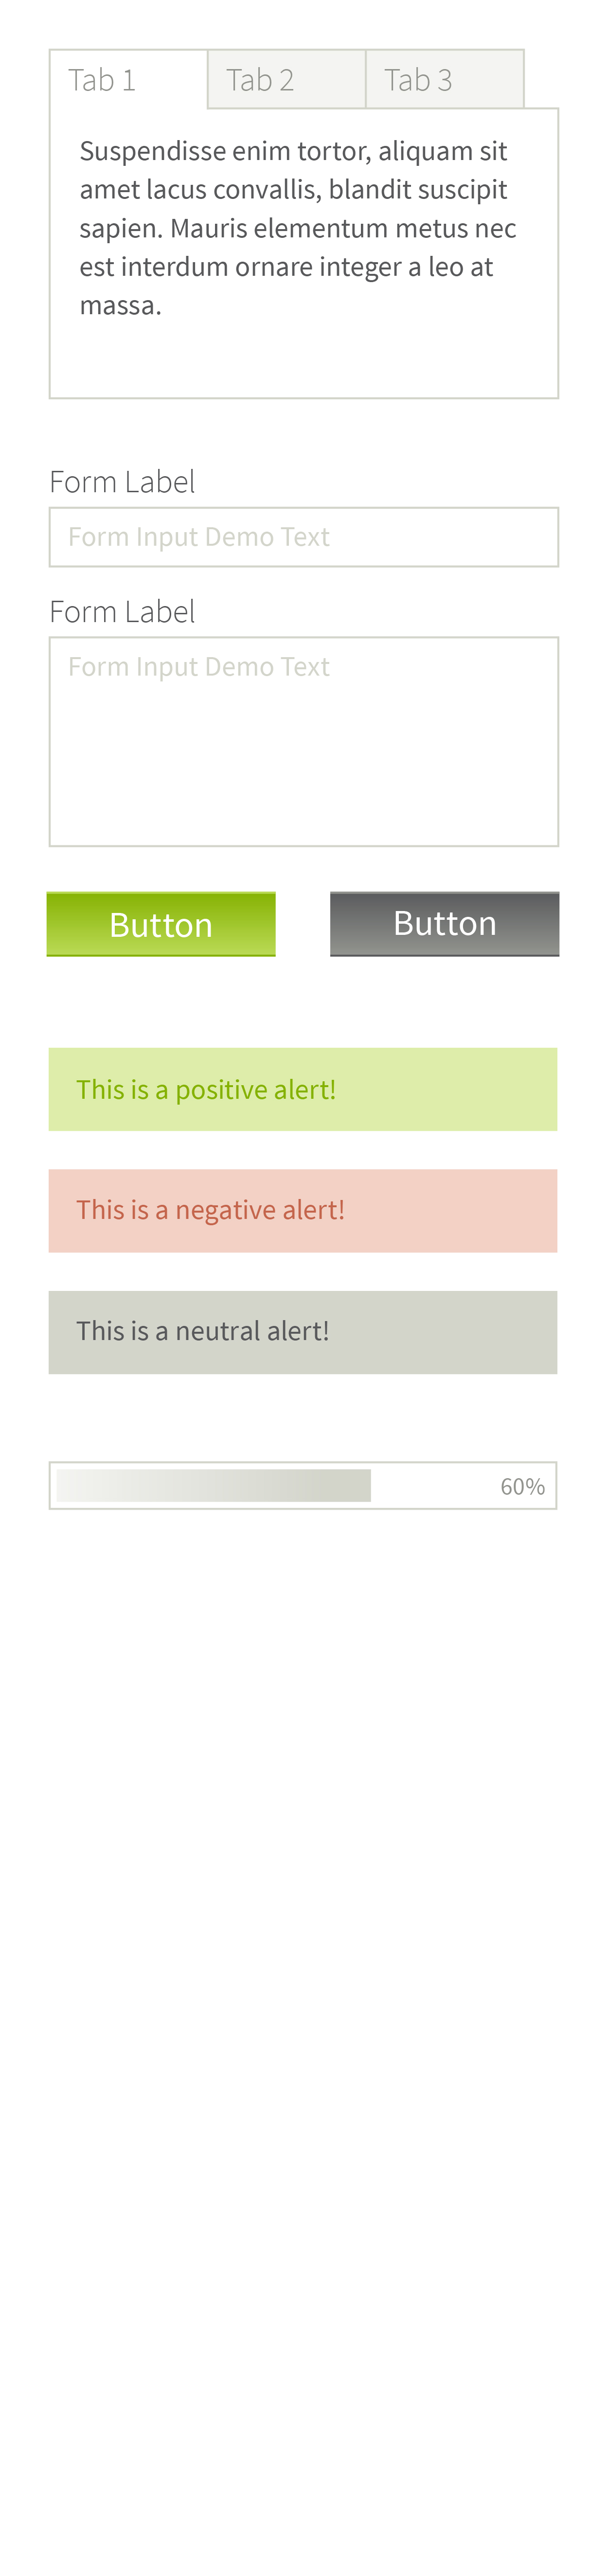 Tab 1 Tab 2 Tab 3
Suspendisse enim tortor, aliquam sit
amet lacus convallis, blandit suscipit
sapien. Mauris elementum metus nec
est interdum ornare integer a leo at
massa.
Form Label
Form Input Demo Text
Form Label
Form Input Demo Text
Button Button
This is a positive alert!
This is a negative alert!
This is a neutral alert!
60%